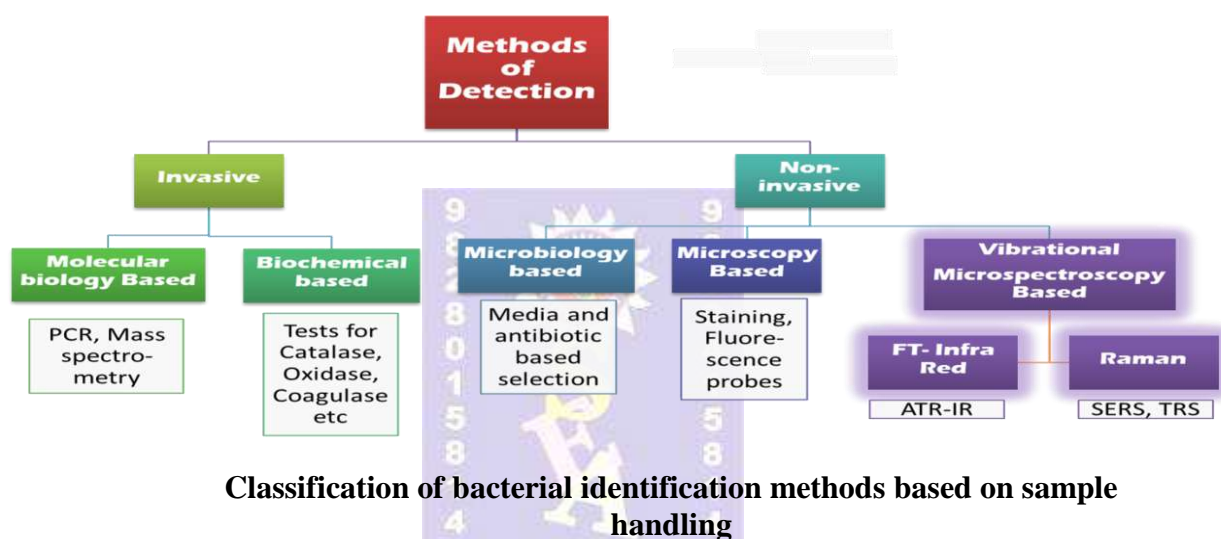 Methods
of
Detection
Invasive
Non-
invasive
Molecular
biology Based
PCR, Mass
spectro-
metry
Biochemical
based
Tests for
Catalase,
Oxidase,
Coagulase
etc
Microbiology
based
Media and
antibiotic
based
selection
Microscopy
Based
Staining,
Fluore-
scence
probes
Vibrational
Microspectroscopy
Based
FT- Infra
Red
ATR-IR
Raman
SERS, TRS
Classification of bacterial identification methods based on sample
handling